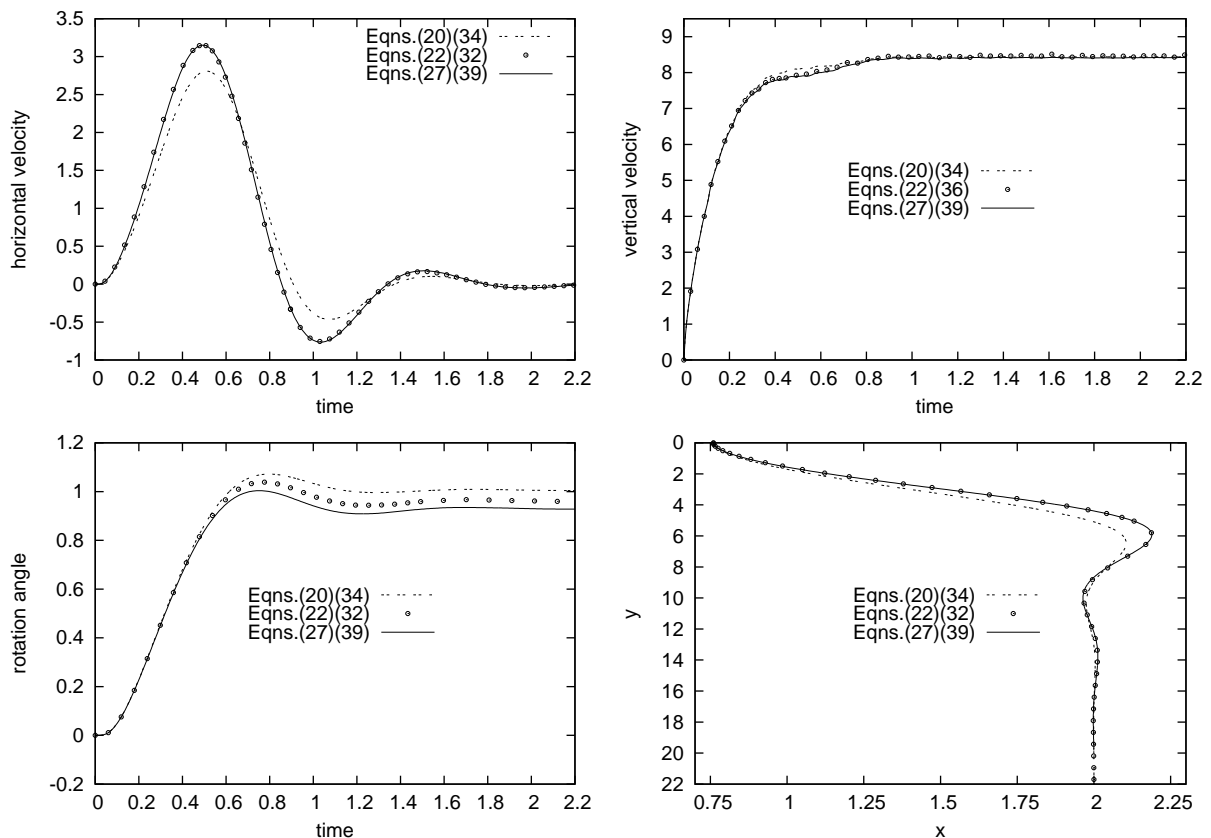 3.5
3
2.5
2
1.5
1
0.5
0
-0.5
-1
horizontal velocity
Eqns.(20)(34)
Eqns.(22)(32)
Eqns.(27)(39)
0 0.2 0.4 0.6 0.8 1 1.2 1.4 1.6 1.8 2 2.2
time
9
8
7
6
5
4
3
2
1
0
vertical velocity
Eqns.(20)(34)
Eqns.(22)(36)
Eqns.(27)(39)
0 0.2 0.4 0.6 0.8 1 1.2 1.4 1.6 1.8 2 2.2
time
1.2
1
0.8
0.6
0.4
0.2
0
-0.2
rotation angle
Eqns.(20)(34)
Eqns.(22)(32)
Eqns.(27)(39)
0 0.2 0.4 0.6 0.8 1 1.2 1.4 1.6 1.8 2 2.2
time
0
2
4
6
8
10
12
14
16
18
20
22
y
Eqns.(20)(34)
Eqns.(22)(32)
Eqns.(27)(39)
0.75 1 1.25 1.5 1.75 2 2.25
x